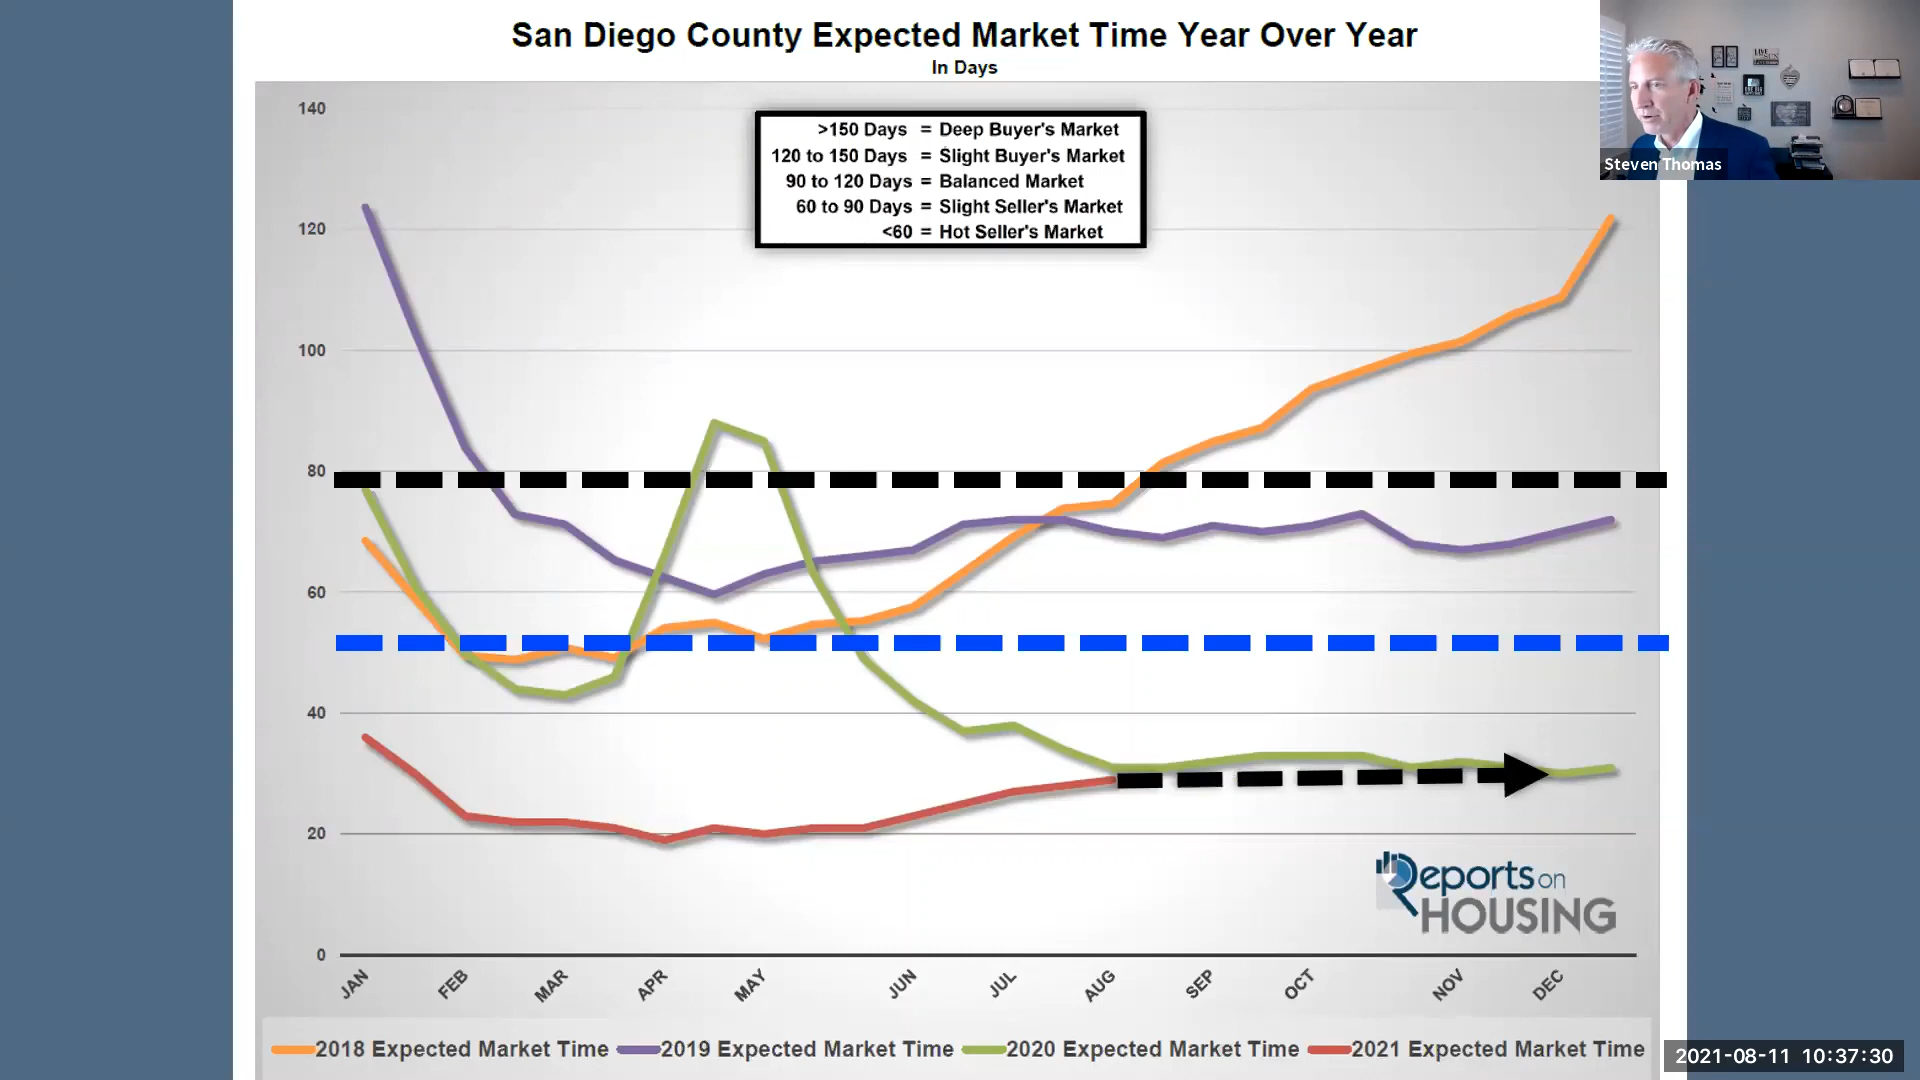 San Diego County Expected Market Time Year Over Year
In Days
>150 Days = Deep Buyer's Market
120 to 150 Days = Slight Buyer's Market
90 to 120 Days = Balanced Market
60 to 90 Days = Slight Seller's Market
<60 = Hot Seller's Market
Steven Thomas
140
120
100
80
60
40
20
0
JAN FEB MAR APR MAY JUN JUL AUG SEP OCT NOV DEC
Reports on
HOUSING
2018 Expected Market Time 2019 Expected Market Time 2020 Expected Market Time 2021 Expected Market Time
2021-08-11 10:37:30